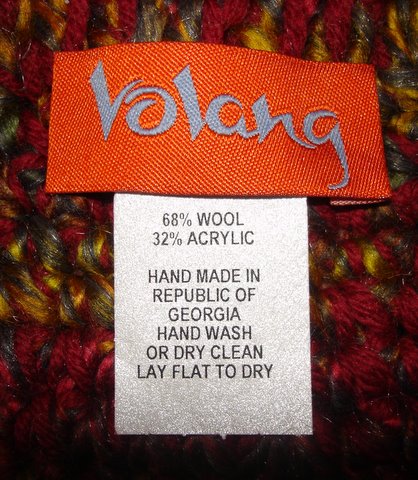 Volang
68% WOOL
32% ACRYLIC
HAND MADE IN
REPUBLIC OF
GEORGIA
HAND WASH
OR DRY CLEAN
LAY FLAT TO DRY